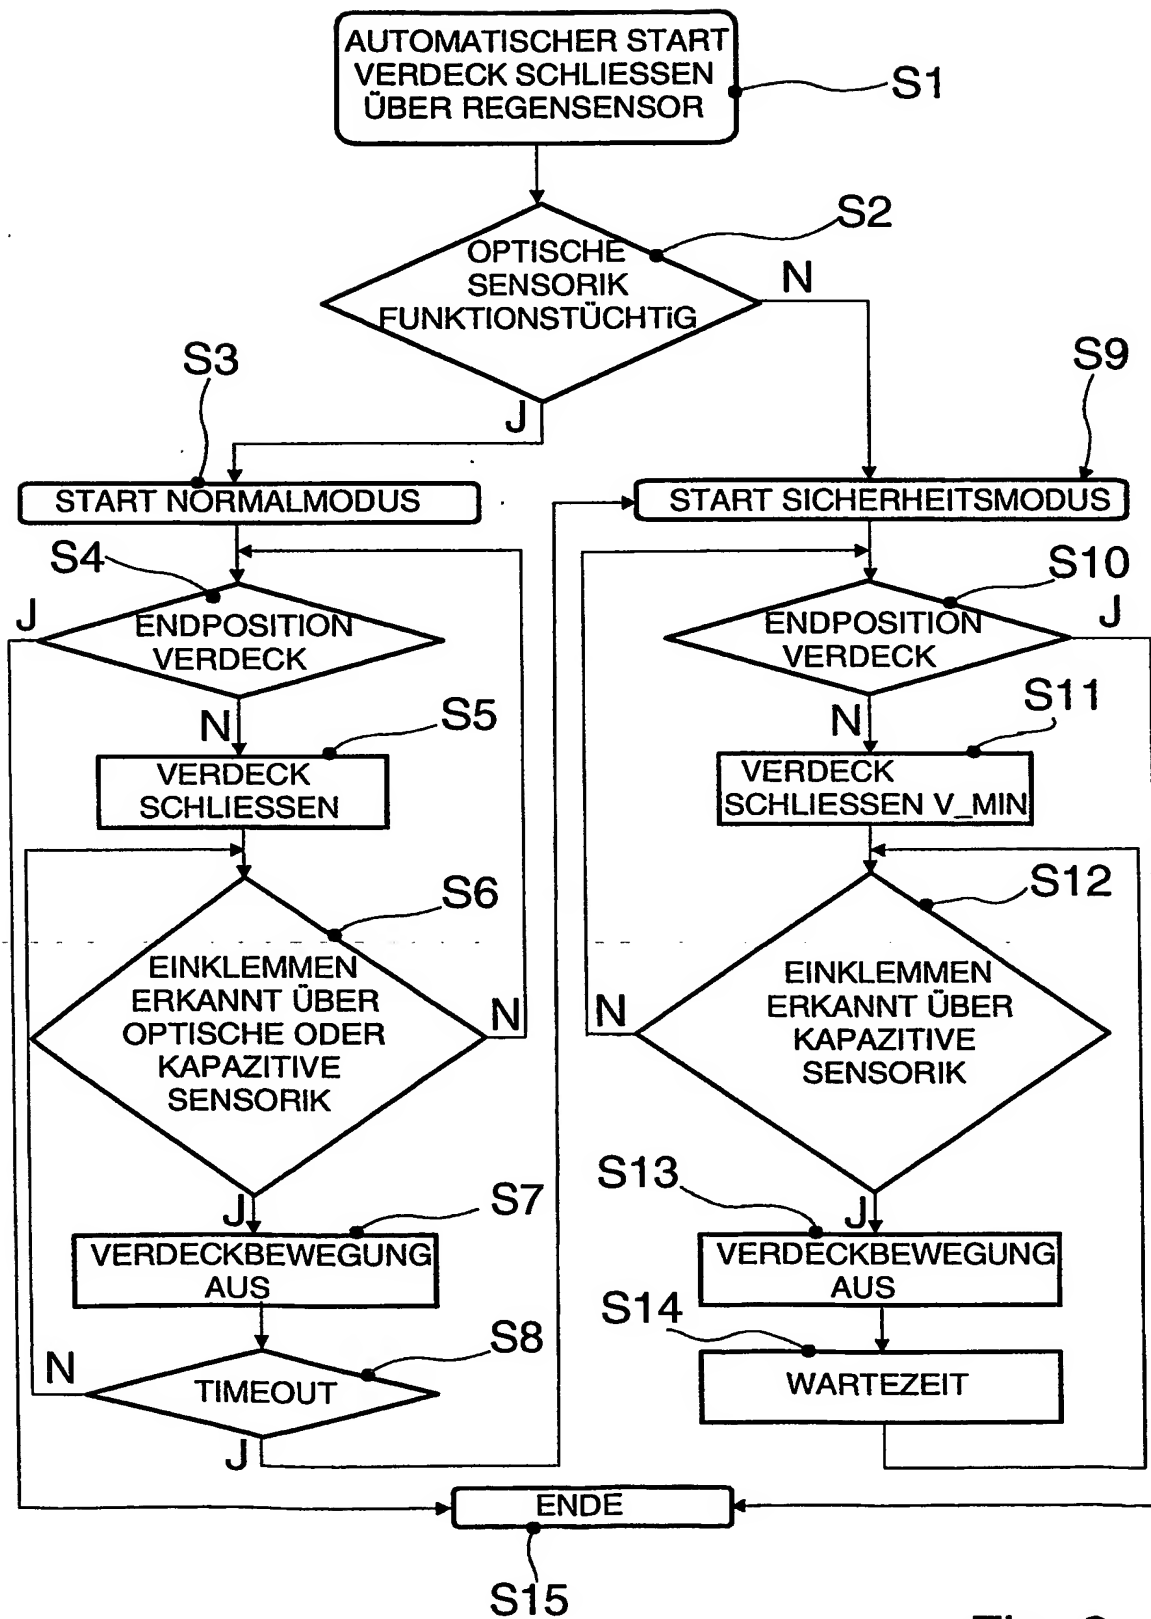 AUTOMATISCHER START
VERDECK SCHLIESSEN
ÜBER REGENSENSOR
S1
S2
OPTISCHE
SENSORIK
FUNKTIONSTÜCHTiG
N
J
S3
S9
START NORMALMODUS
START SICHERHEITSMODUS
S4
J
ENDPOSITION
VERDECK
N
S10
J
ENDPOSITION
VERDECK
N
S5
VERDECK
SCHLIESSEN
S11
VERDECK
SCHLIESSEN V_MIN
S6
EINKLEMMEN
ERKANNT ÜBER
OPTISCHE ODER
KAPAZITIVE
SENSORIK
N
J
S12
EINKLEMMEN
ERKANNT ÜBER
KAPAZITIVE
SENSORIK
N
J
S7
VERDECKBEWEGUNG
AUS
S13
VERDECKBEWEGUNG
AUS
S8
N
TIMEOUT
J
S14
WARTEZEIT
ENDE
S15